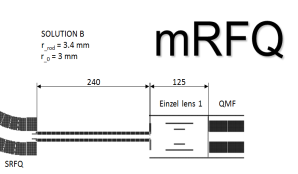 SOLUTION B
r_rod = 3.4 mm
r_0 = 3 mm
mRFQ
240
125
Einzel lens 1
QMF
SRFQ